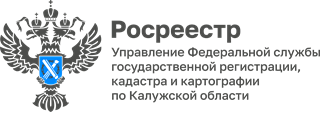 Росреестр
Управление Федеральной службы
государственной регистрации,
кадастра и картографии
по Калужской области